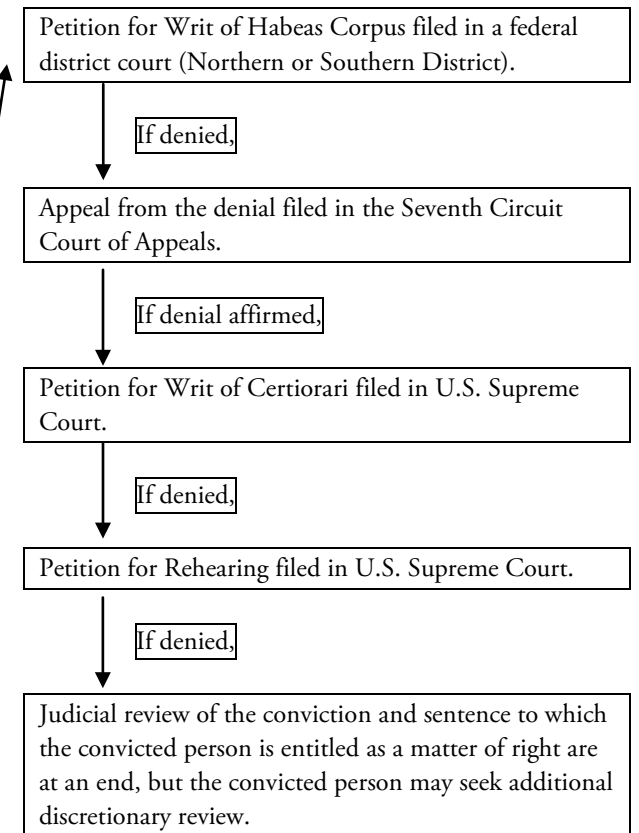 Petition for Writ of Habeas Corpus filed in a federal
district court (Northern or Southern District).
If denied,
Appeal from the denial filed in the Seventh Circuit
Court of Appeals.
If denial affirmed,
Petition for Writ of Certiorari filed in U.S. Supreme
Court.
If denied,
Petition for Rehearing filed in U.S. Supreme Court.
If denied,
Judicial review of the conviction and sentence to which
the convicted person is entitled as a matter of right are
at an end, but the convicted person may seek additional
discretionary review.